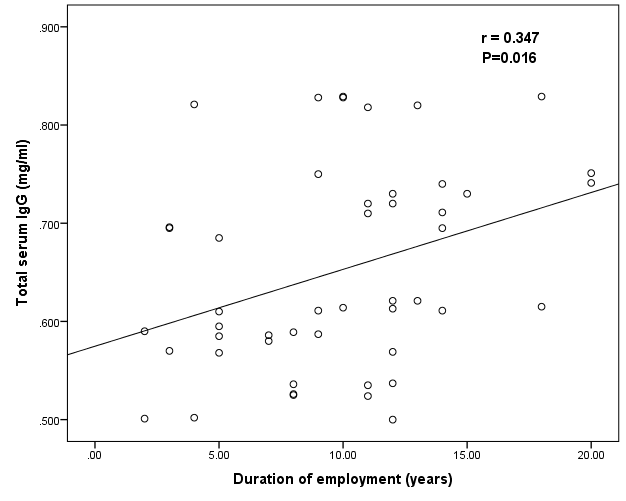 r = 0.347
P=0.016
Total serum IgG (mg/ml)
.900
.800
.700
.600
.500
.00 5.00 10.00 15.00 20.00
Duration of employment (years)